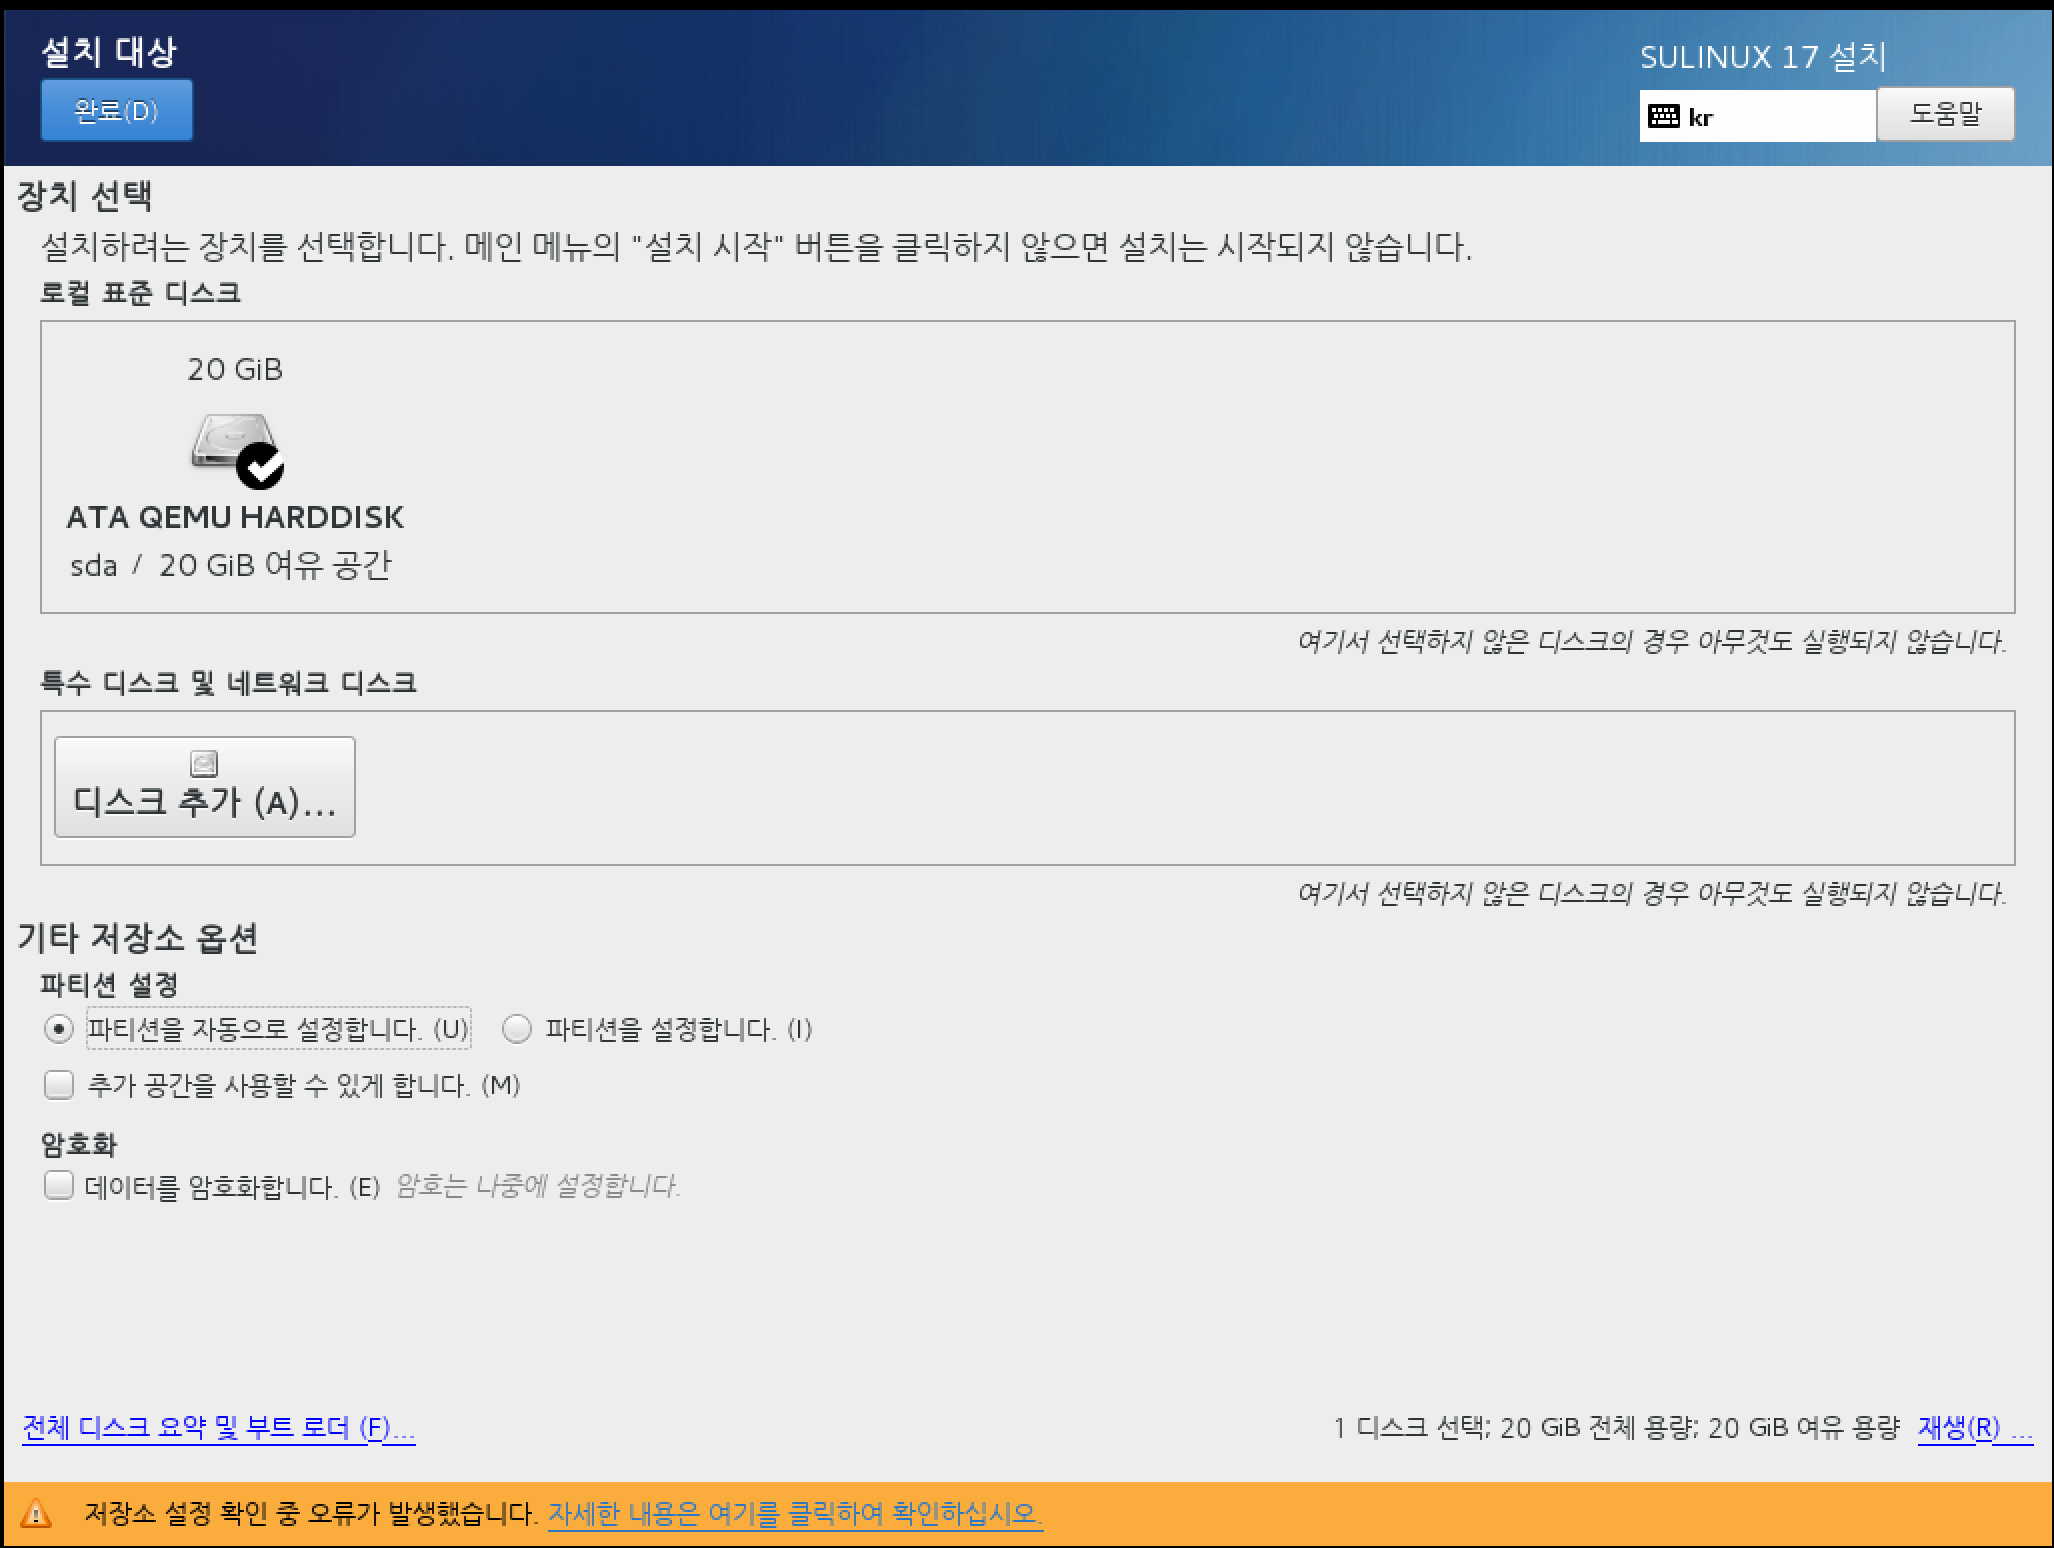 설치 대상
SULINUX 17 설치
완료(D)
kr
도움말
장치 선택
설치하려는 장치를 선택합니다. 메인 메뉴의 "설치 시작" 버튼을 클릭하지 않으면 설치는 시작되지 않습니다.
로컬 표준 디스크
20 GiB
ATA QEMU HARDDISK
sda / 20 GiB 여유 공간
여기서 선택하지 않은 디스크의 경우 아무것도 실행되지 않습니다.
특수 디스크 및 네트워크 디스크
디스크 추가 (A)...
여기서 선택하지 않은 디스크의 경우 아무것도 실행되지 않습니다.
기타 저장소 옵션
파티션 설정
파티션을 자동으로 설정합니다. (U) 파티션을 설정합니다. (I)
추가 공간을 사용할 수 있게 합니다. (M)
암호화
데이터를 암호화합니다. (E) 암호는 나중에 설정합니다.
전체 디스크 요약 및 부트 로더 (F)...
1 디스크 선택; 20 GiB 전체 용량; 20 GiB 여유 용량 재생(R) ...
저장소 설정 확인 중 오류가 발생했습니다. 자세한 내용은 여기를 클릭하여 확인하십시오.